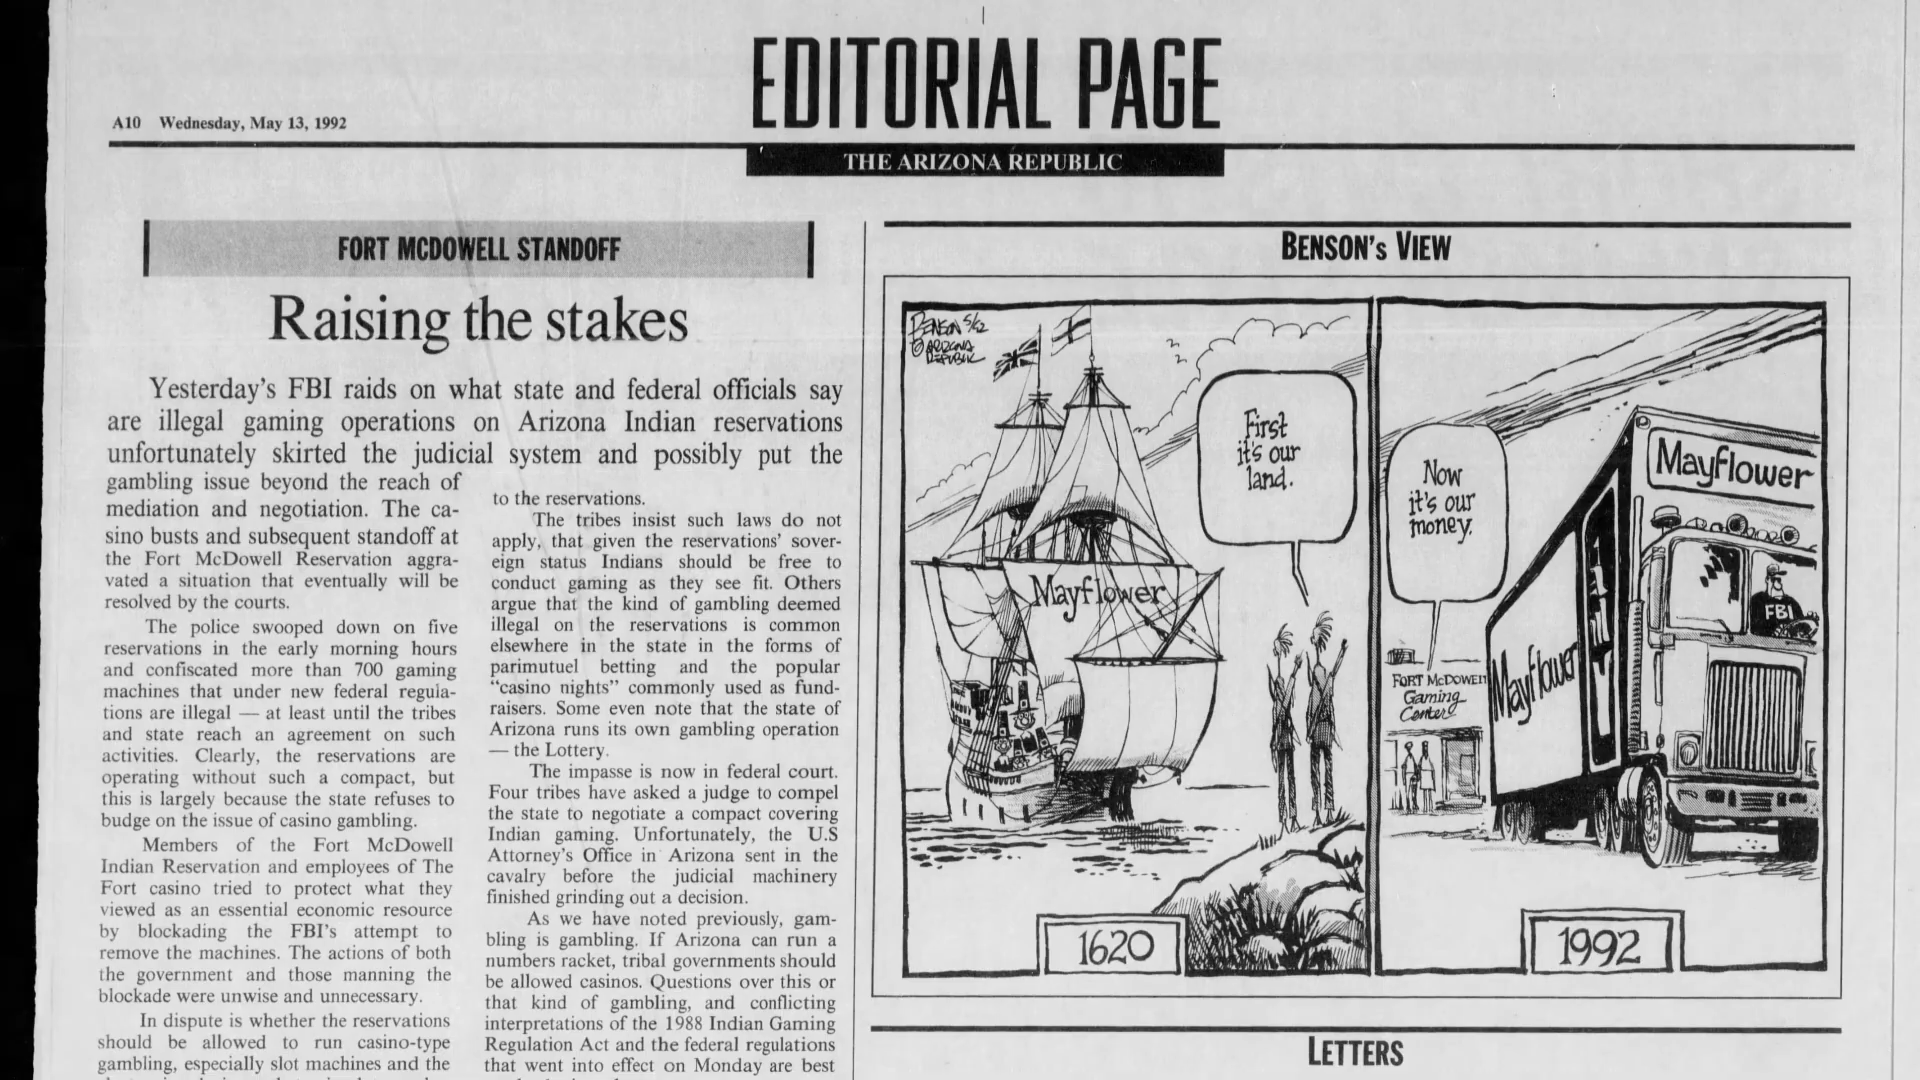 EDITORIAL PAGE
A10 Wednesday, May 13, 1992
THE ARIZONA REPUBLIC
FORT MCDOWELL STANDOFF
Raising the stakes
Yesterday's FBI raids on what state and federal officials say
are illegal gaming operations on Arizona Indian reservations
unfortunately skirted the judicial system and possibly put the
gambling issue beyond the reach of
mediation and negotiation. The ca-
sino busts and subsequent standoff at
the Fort McDowell Reservation aggra-
vated a situation that eventually will be
resolved by the courts.
The police swooped down on five
reservations in the early morning hours
and confiscated more than 700 gaming
machines that under new federal regula-
tions are illegal — at least until the tribes
and state reach an agreement on such
activities. Clearly, the reservations are
operating without such a compact, but
this is largely because the state refuses to
budge on the issue of casino gambling.
Members of the Fort McDowell
Indian Reservation and employees of The
Fort casino tried to protect what they
viewed as an essential economic resource
by blockading the FBI's attempt to
remove the machines. The actions of both
the government and those manning the
blockade were unwise and unnecessary.
In dispute is whether the reservations
should be allowed to run casino-type
gambling, especially slot machines and the
to the reservations.
The tribes insist such laws do not
apply, that given the reservations' sover-
eign status Indians should be free to
conduct gaming as they see fit. Others
argue that the kind of gambling deemed
illegal on the reservations is common
elsewhere in the state in the forms of
parimutuel betting and the popular
"casino nights" commonly used as fund-
raisers. Some even note that the state of
Arizona runs its own gambling operation
— the Lottery.
The impasse is now in federal court.
Four tribes have asked a judge to compel
the state to negotiate a compact covering
Indian gaming. Unfortunately, the U.S
Attorney's Office in Arizona sent in the
cavalry before the judicial machinery
finished grinding out a decision.
As we have noted previously, gam-
bling is gambling. If Arizona can run a
numbers racket, tribal governments should
be allowed casinos. Questions over this or
that kind of gambling, and conflicting
interpretations of the 1988 Indian Gaming
Regulation Act and the federal regulations
that went into effect on Monday are best
BENSON'S VIEW
BENSON 5/92
© ARIZONA
REPUBLIC
First
it's our
land.
Mayflower
1620
Now
it's our
money.
Mayflower
FBI
Mayflower
FORT McDOWELL
Gaming
Center
1992
LETTERS